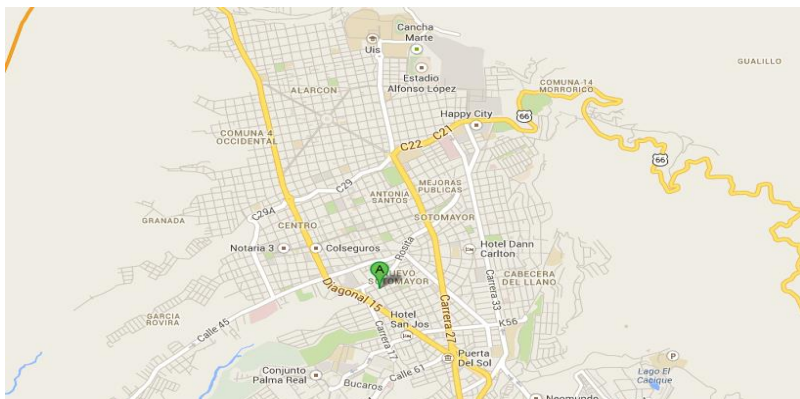 Cancha
Marte
Uis
Estadio
Alfonso López
GUALILLO
ALARCON
COMUNA-14
MORRORICO
Happy City
66
COMUNA 4
OCCIDENTAL
C22
C21
66
C29
MEJORAS
PUBLICAS
ANTONIA
SANTOS
C29A
GRANADA
SOTOMAYOR
CENTRO
Notaria 3
Colseguros
Rosita
Hotel Dann
Carlton
A
NUEVO
SOTOMAYOR
CABECERA
DEL LLANO
Diagonal 15
Carrera 33
Carrera 27
GARCIA
ROVIRA
Calle 45
Hotel
San Jos
K56
Carrera 17
Puerta
Del Sol
P
Conjunto
Palma Real
Calle 61
Bucaros
Lago El
Cacique